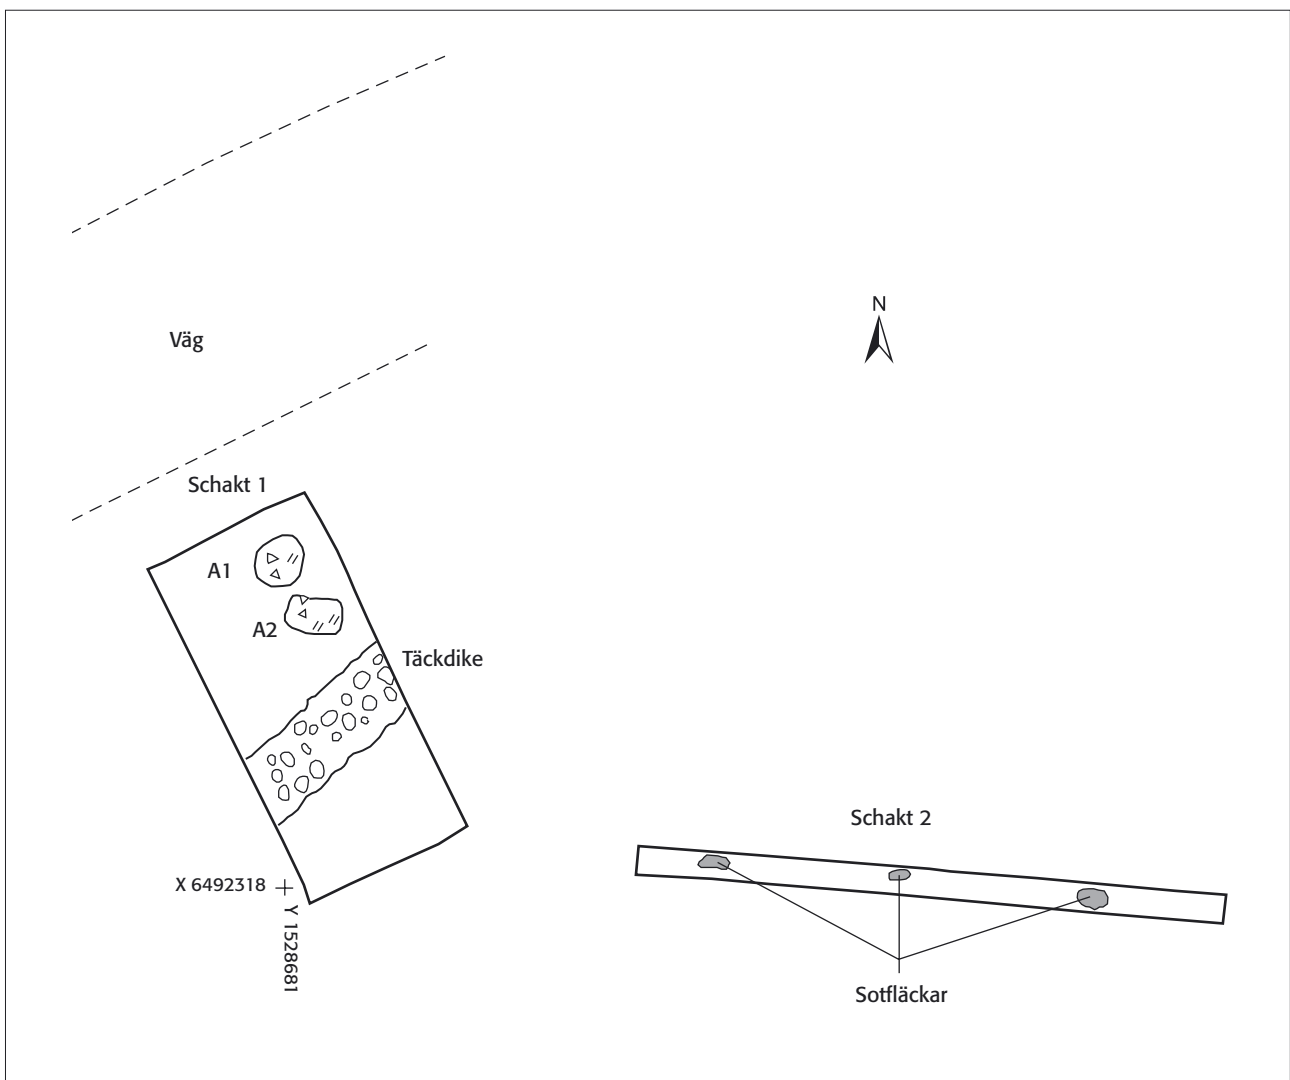 N
Väg
Schakt 1
A1
A2
Täckdike
Schakt 2
X 6492318
Y 1528681
Sotfläckar